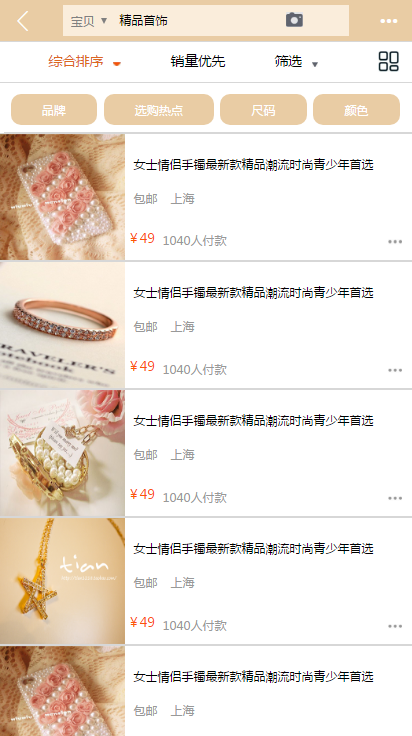 宝贝 ▼ 精品首饰
综合排序 销量优先 筛选
品牌 选购热点 尺码 颜色
女士情侣手镯最新款精品潮流时尚青少年首选
包邮 上海
¥49 1040人付款
女士情侣手镯最新款精品潮流时尚青少年首选
包邮 上海
¥49 1040人付款
RAVELER'S
otebook
女士情侣手镯最新款精品潮流时尚青少年首选
包邮 上海
¥49 1040人付款
女士情侣手镯最新款精品潮流时尚青少年首选
tian
包邮 上海
¥49 1040人付款
女士情侣手镯最新款精品潮流时尚青少年首选
包邮 上海